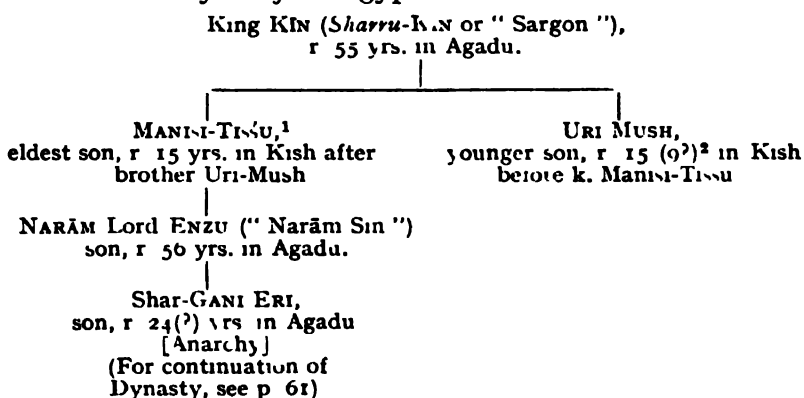 King KĪN (Sharru-KIN or "Sargon"),
r 55 yrs. in Agadu.
MANIS-TISSU,¹
eldest son, r 15 yrs. in Kish after
brother Uri-Mush
URI MUSH,
younger son, r 15 (9?)² in Kish
before k. Manis-Tissu
NARĀM Lord ENZU ("Narām Sin")
son, r 56 yrs. in Agadu.
Shar-GANI ERI,
son, r 24(?) yrs in Agadu
[Anarchy]
(For continuation of
Dynasty, see p 61)